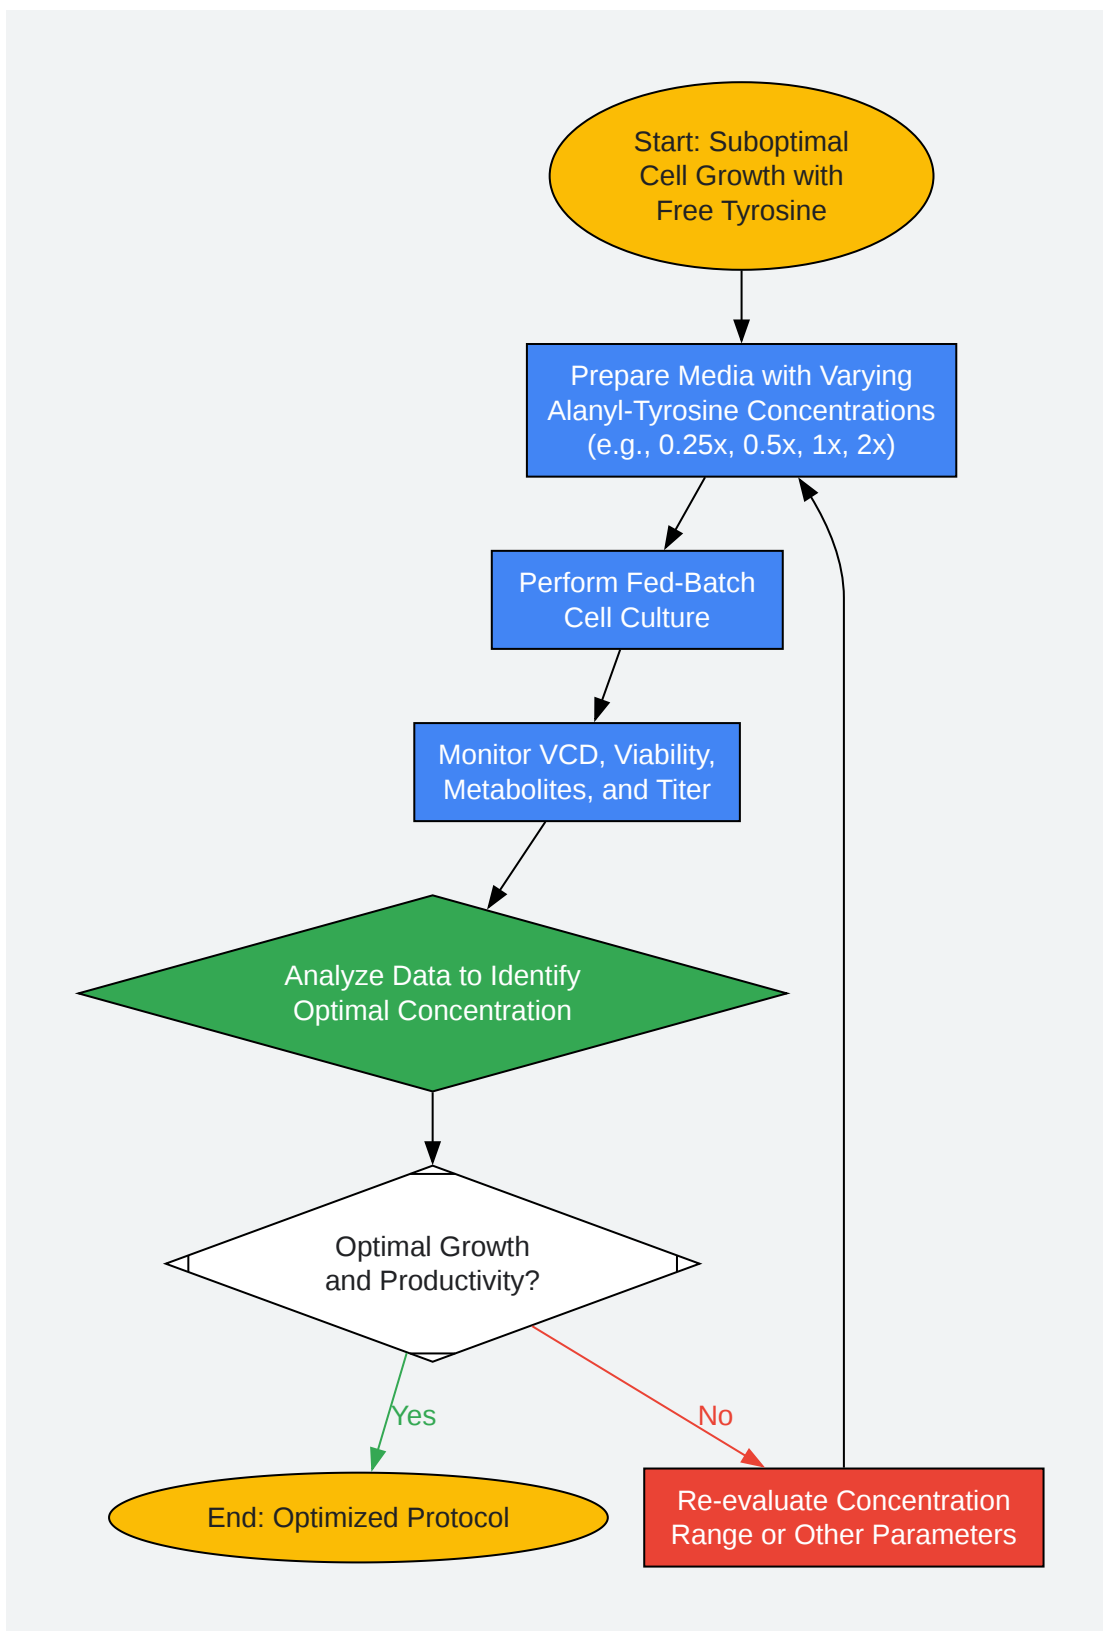 Start: Suboptimal
Cell Growth with
Free Tyrosine
Prepare Media with Varying
Alanyl-Tyrosine Concentrations
(e.g., 0.25x, 0.5x, 1x, 2x)
Perform Fed-Batch
Cell Culture
Monitor VCD, Viability,
Metabolites, and Titer
Analyze Data to Identify
Optimal Concentration
Optimal Growth
and Productivity?
Yes
No
End: Optimized Protocol
Re-evaluate Concentration
Range or Other Parameters